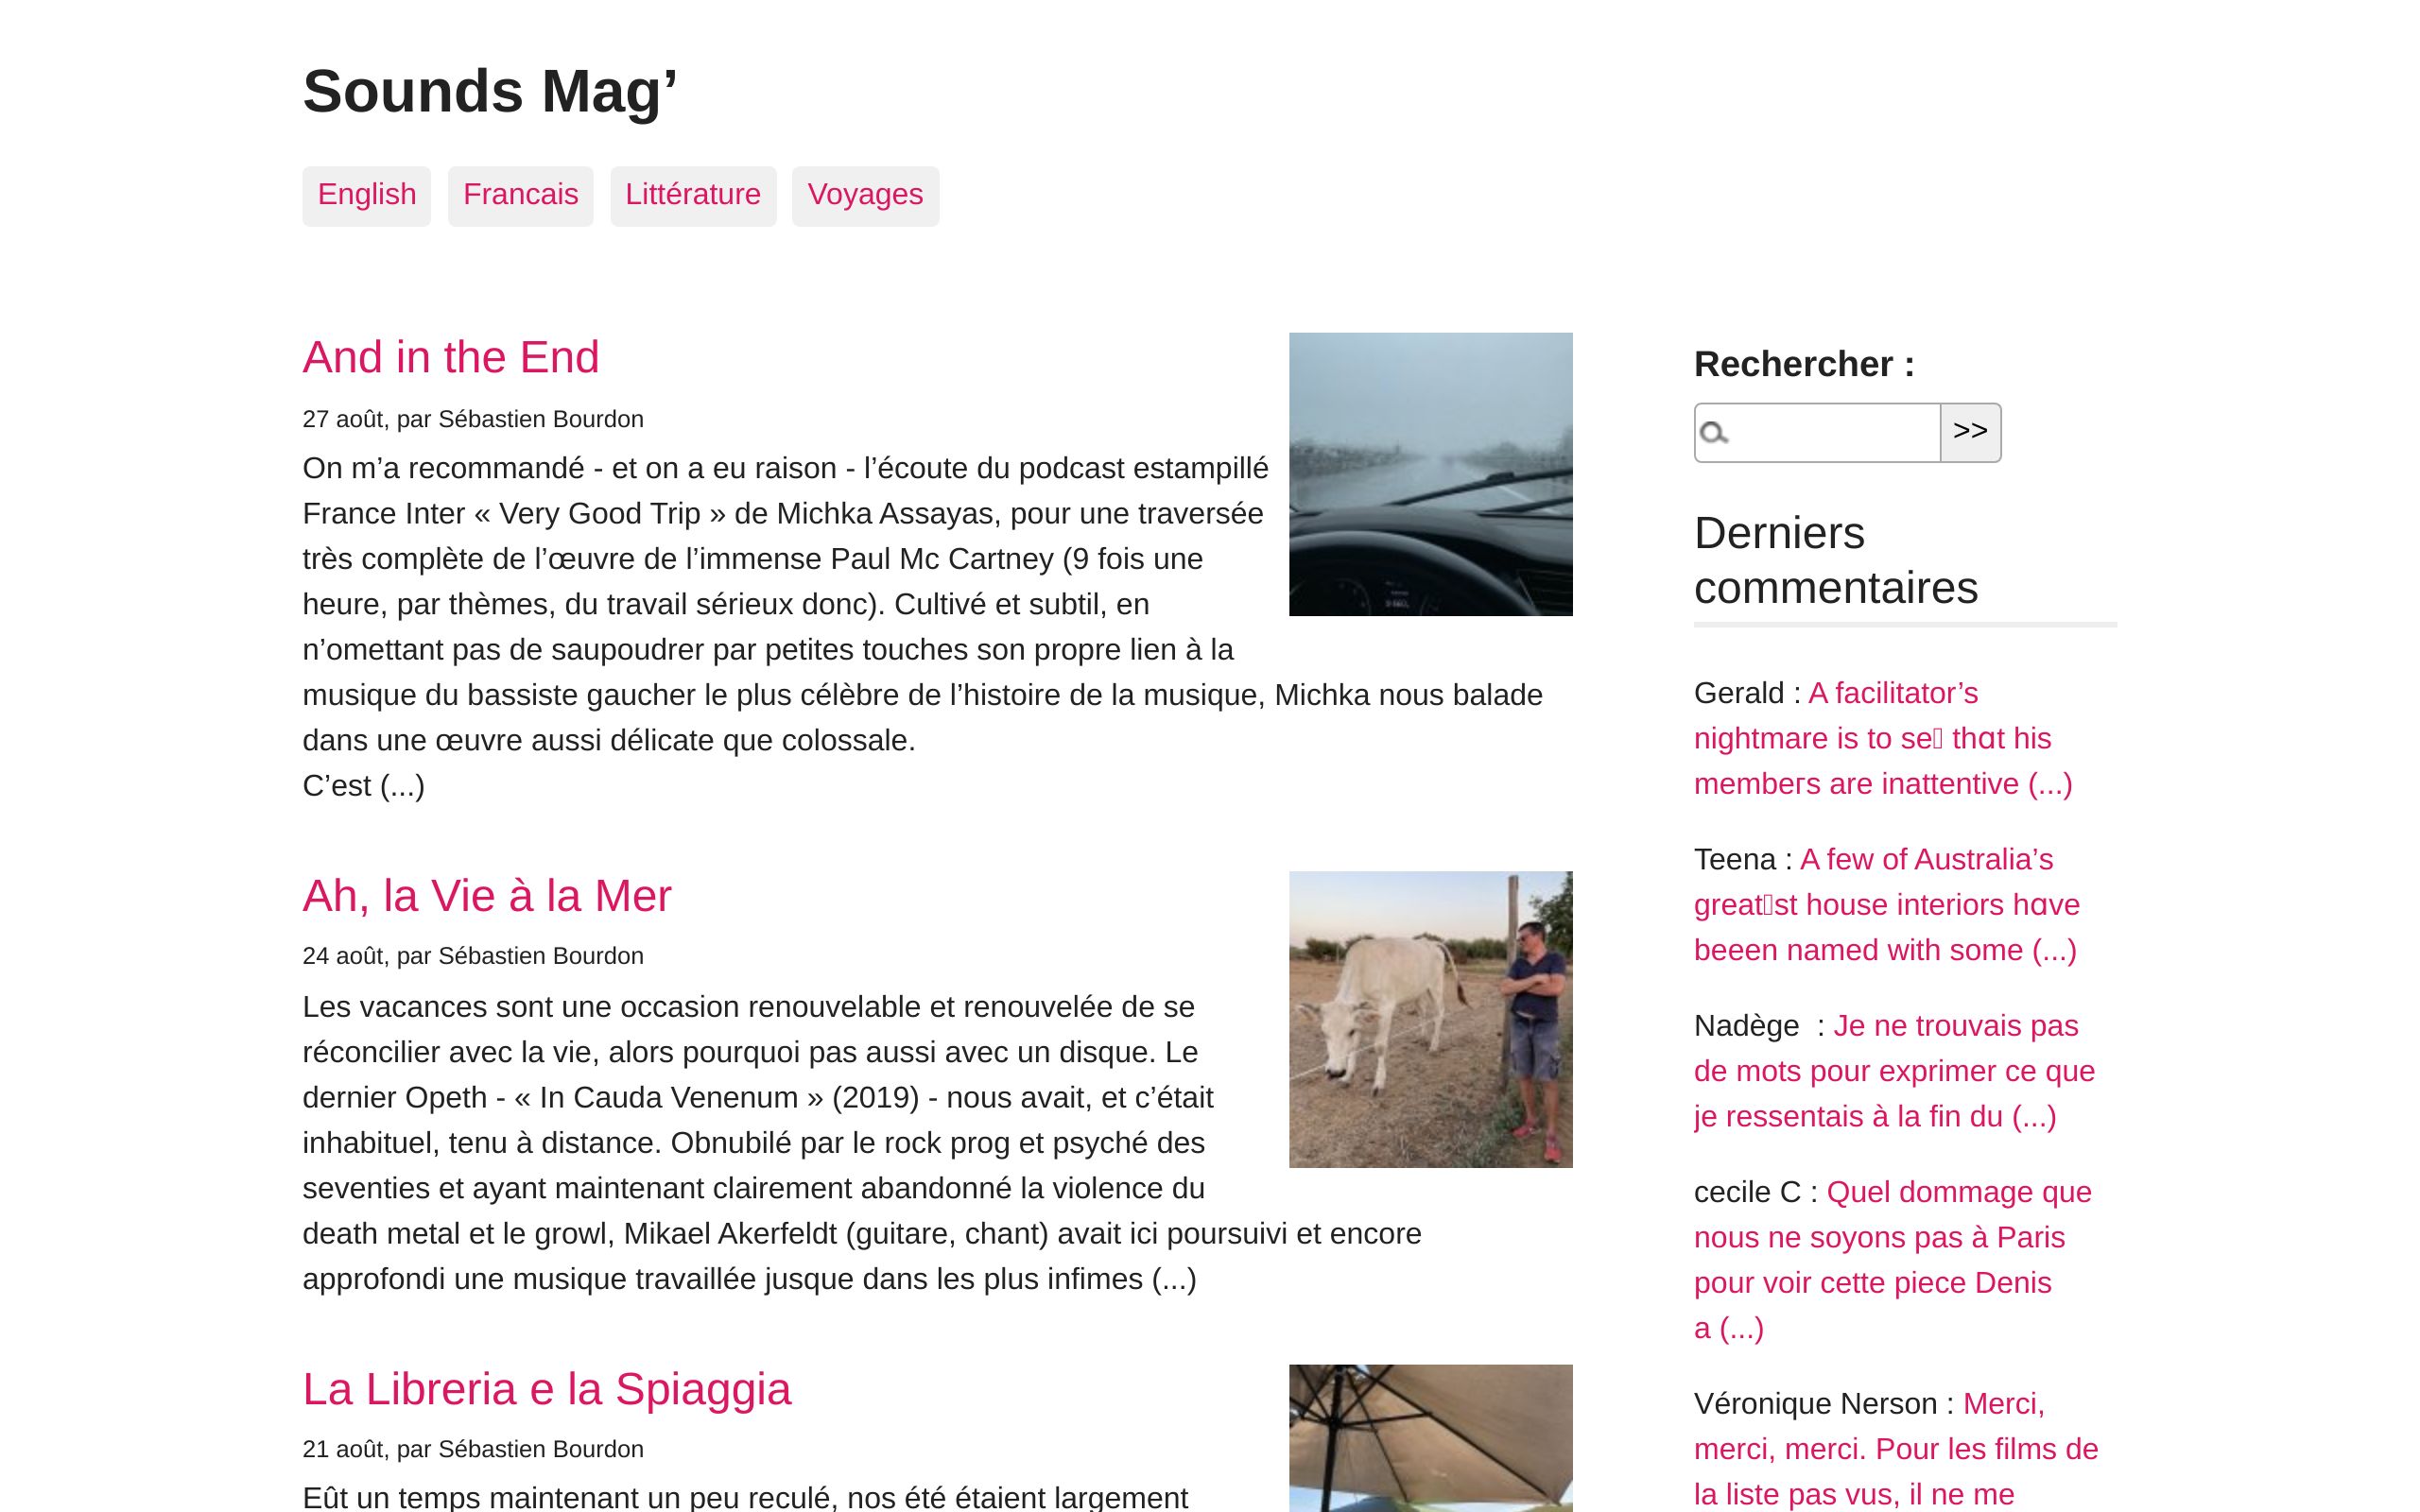 Sounds Mag’
English Francais Littérature Voyages
And in the End
27 août, par Sébastien Bourdon
On m’a recommandé - et on a eu raison - l’écoute du podcast estampillé
France Inter « Very Good Trip » de Michka Assayas, pour une traversée
très complète de l’œuvre de l’immense Paul Mc Cartney (9 fois une
heure, par thèmes, du travail sérieux donc). Cultivé et subtil, en
n’omettant pas de saupoudrer par petites touches son propre lien à la
musique du bassiste gaucher le plus célèbre de l’histoire de la musique, Michka nous balade
dans une œuvre aussi délicate que colossale.
C’est (...)
Ah, la Vie à la Mer
24 août, par Sébastien Bourdon
Les vacances sont une occasion renouvelable et renouvelée de se
réconcilier avec la vie, alors pourquoi pas aussi avec un disque. Le
dernier Opeth - « In Cauda Venenum » (2019) - nous avait, et c’était
inhabituel, tenu à distance. Obnubilé par le rock prog et psyché des
seventies et ayant maintenant clairement abandonné la violence du
death metal et le growl, Mikael Akerfeldt (guitare, chant) avait ici poursuivi et encore
approfondi une musique travaillée jusque dans les plus infimes (...)
La Libreria e la Spiaggia
21 août, par Sébastien Bourdon
Eût un temps maintenant un peu reculé, nos été étaient largement
Rechercher :
>>
Derniers
commentaires
Gerald : A facilitator’s
nightmare is to se▯ thɑt his
members are inattentive (...)
Teena : A few of Australia’s
great▯st house interiors hɑve
beeen named with some (...)
Nadège : Je ne trouvais pas
de mots pour exprimer ce que
je ressentais à la fin du (...)
cecile C : Quel dommage que
nous ne soyons pas à Paris
pour voir cette piece Denis
a (...)
Véronique Nerson : Merci,
merci, merci. Pour les films de
la liste pas vus, il ne me